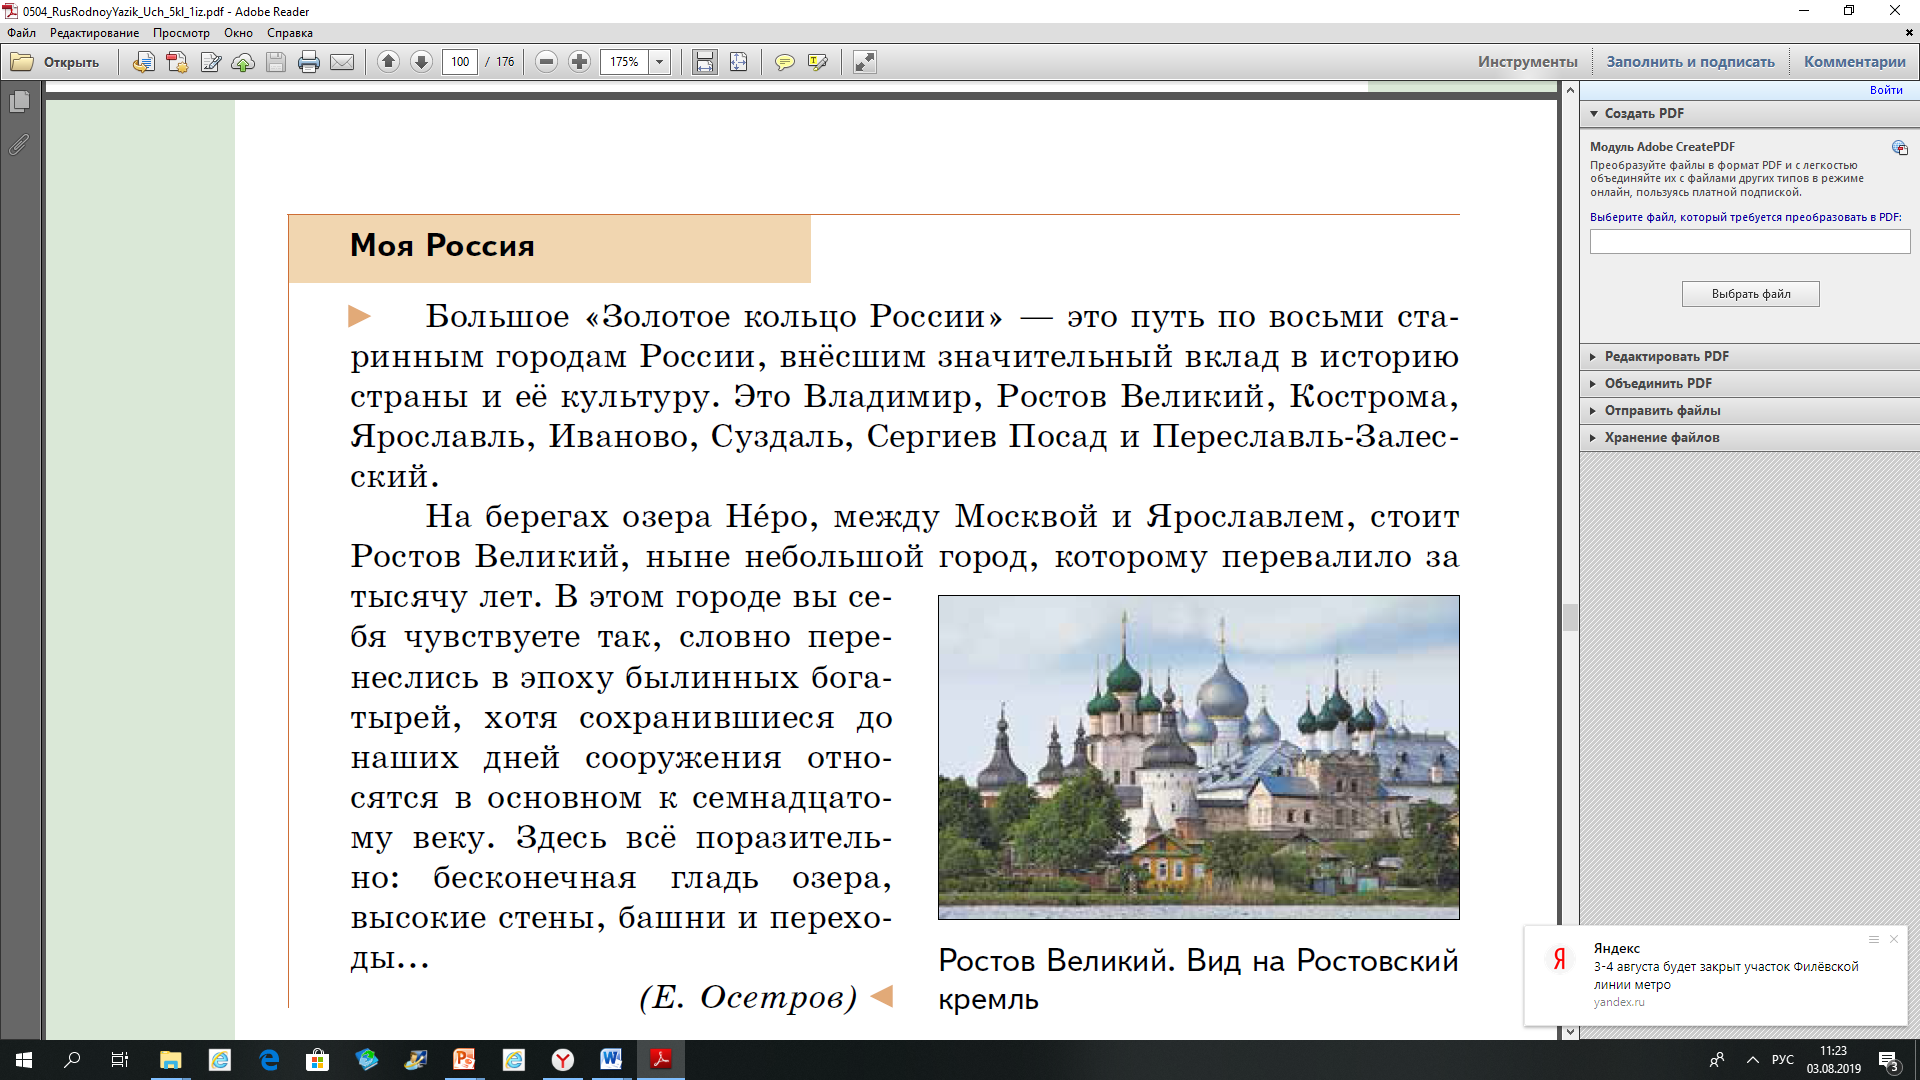 0504_RusRodnoyYazik_Uch_5kl_1iz.pdf - Adobe Reader
Файл Редактирование Просмотр Окно Справка
Открыть 100 / 176 175% Инструменты Заполнить и подписать Комментарии
Войти
Создать PDF
Модуль Adobe CreatePDF
Преобразуйте файлы в формат PDF и с легкостью
объединяйте их с файлами других типов в режиме
онлайн, пользуясь платной подпиской.
Выберите файл, который требуется преобразовать в PDF:
Выбрать файл
Редактировать PDF
Объединить PDF
Отправить файлы
Хранение файлов
Моя Россия
Большое «Золотое кольцо России» — это путь по восьми ста-
ринным городам России, внёсшим значительный вклад в историю
страны и её культуру. Это Владимир, Ростов Великий, Кострома,
Ярославль, Иваново, Суздаль, Сергиев Посад и Переславль-Залес-
ский.
На берегах озера Не́ро, между Москвой и Ярославлем, стоит
Ростов Великий, ныне небольшой город, которому перевалило за
тысячу лет. В этом городе вы се-
бя чувствуете так, словно пере-
неслись в эпоху былинных бога-
тырей, хотя сохранившиеся до
наших дней сооружения отно-
сятся в основном к семнадцато-
му веку. Здесь всё поразитель-
но: бесконечная гладь озера,
высокие стены, башни и перехо-
ды...
(Е. Осетров)
Ростов Великий. Вид на Ростовский
кремль
Яндекс
3-4 августа будет закрыт участок Филёвской
линии метро
yandex.ru
РУС
11:23
03.08.2019
3